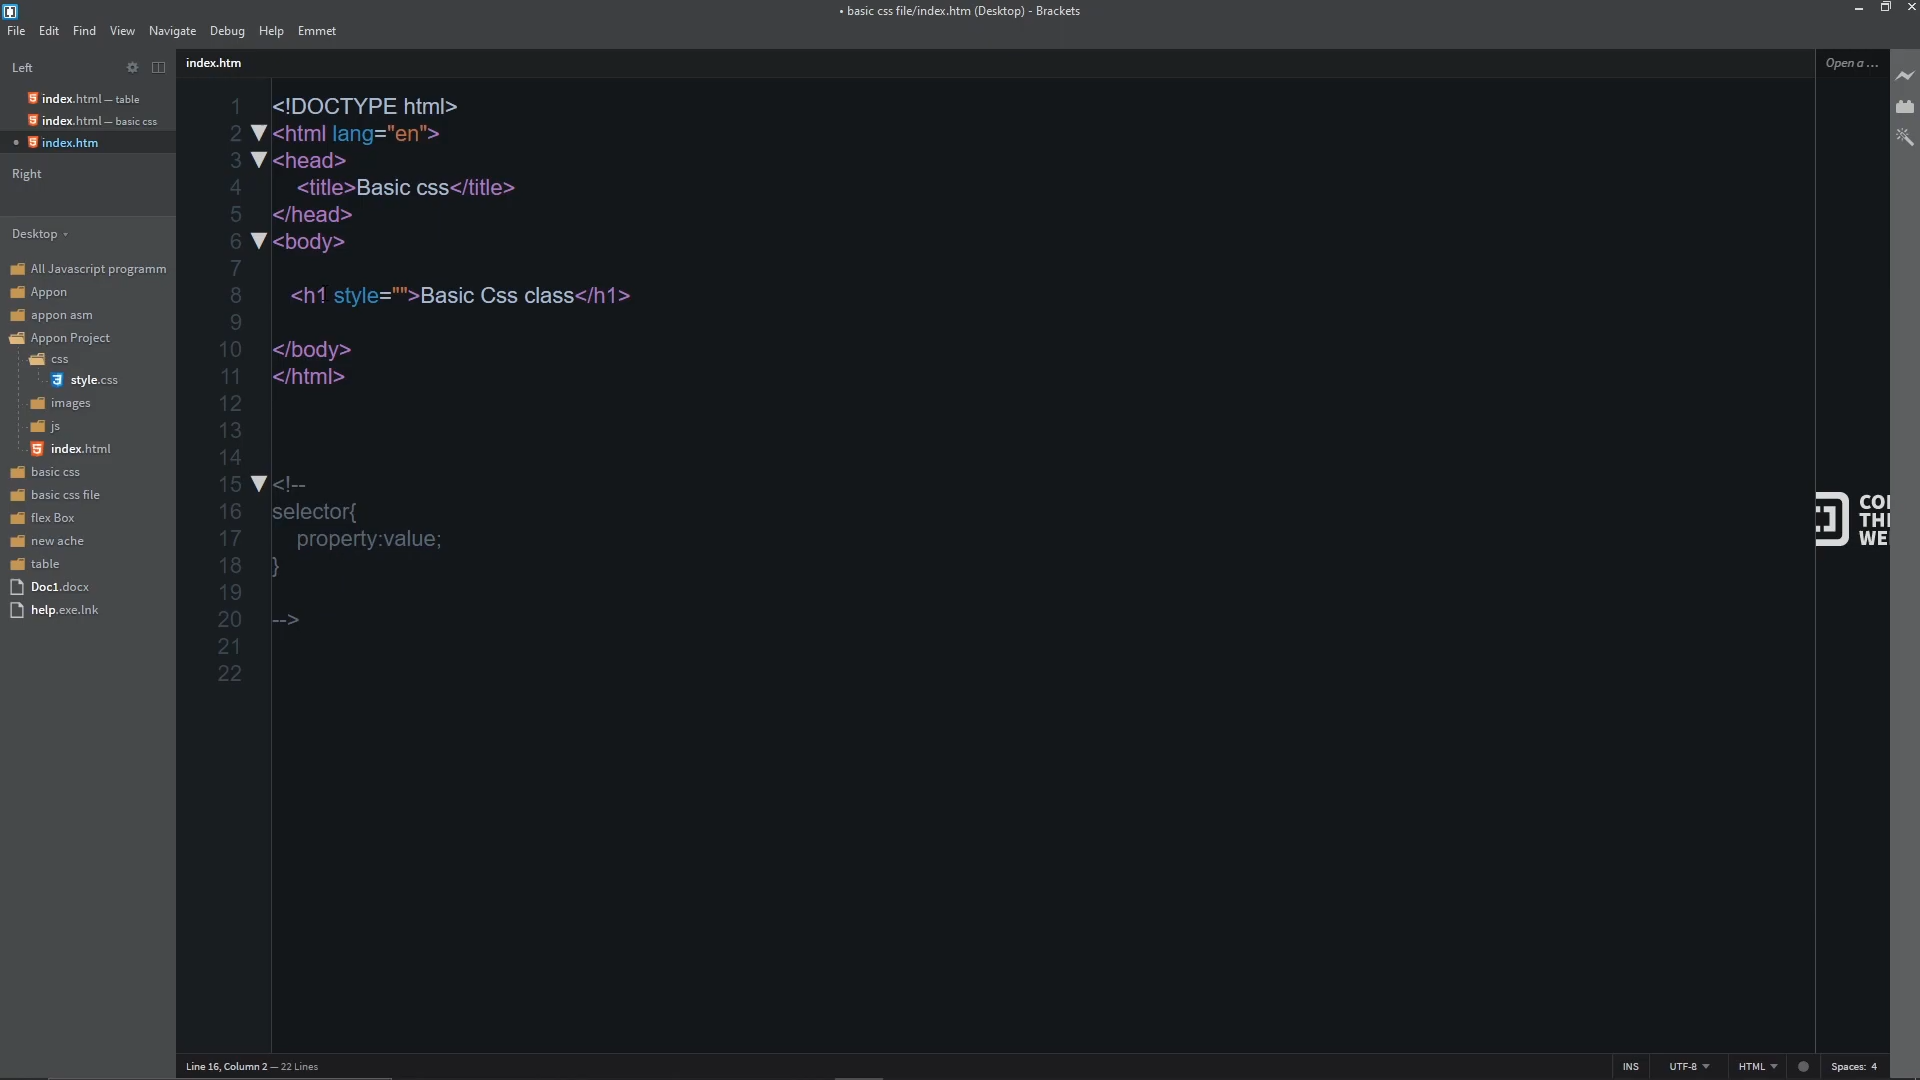 • basic css file/index.htm (Desktop) - Brackets
File Edit Find View Navigate Debug Help Emmet
Left
index.html — table
index.html — basic css
• index.htm
Right
Desktop
All Javascript programm
Appon
appon asm
Appon Project
css
style.css
images
js
index.html
basic css
basic css file
flex Box
new ache
table
Doc1.docx
help.exe.lnk
index.htm
Open a ...
1 <!DOCTYPE html>
2 <html lang="en">
3 <head>
4 <title>Basic css</title>
5 </head>
6 <body>
7
8 <h1 style="">Basic Css class</h1>
9
10 </body>
11 </html>
12
13
14
15 <!--
16 selector{
17 property:value;
18 }
19
20 -->
21
22
THE
Line 16, Column 2 — 22 Lines
INS UTF-8 HTML Spaces: 4